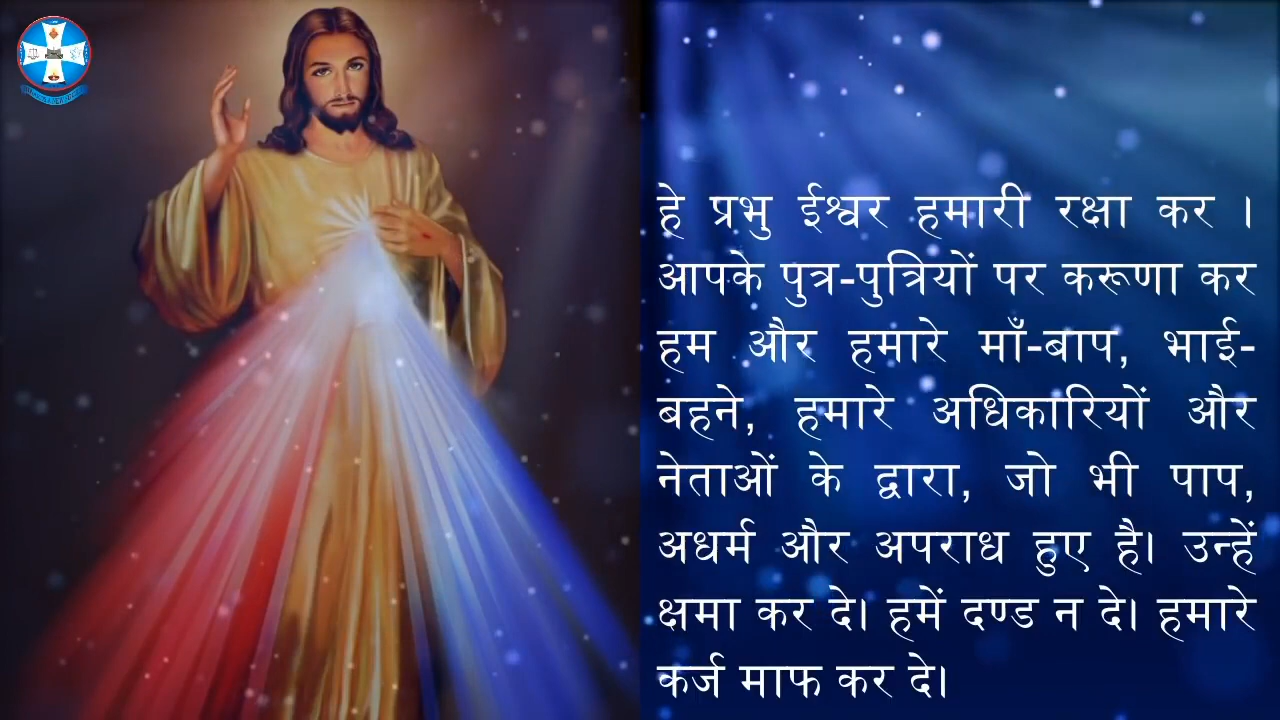 हे प्रभु ईश्वर हमारी रक्षा कर ।
आपके पुत्र-पुत्रियों पर करूणा कर
हम और हमारे माँ-बाप, भाई-
बहने, हमारे अधिकारियों और
नेताओं के द्वारा, जो भी पाप,
अधर्म और अपराध हुए है। उन्हें
क्षमा कर दे। हमें दण्ड न दे। हमारे
कर्ज माफ कर दे।